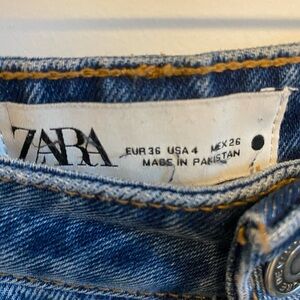 ZARA
EUR 36 USA 4 MEX 26
MADE IN PAKISTAN